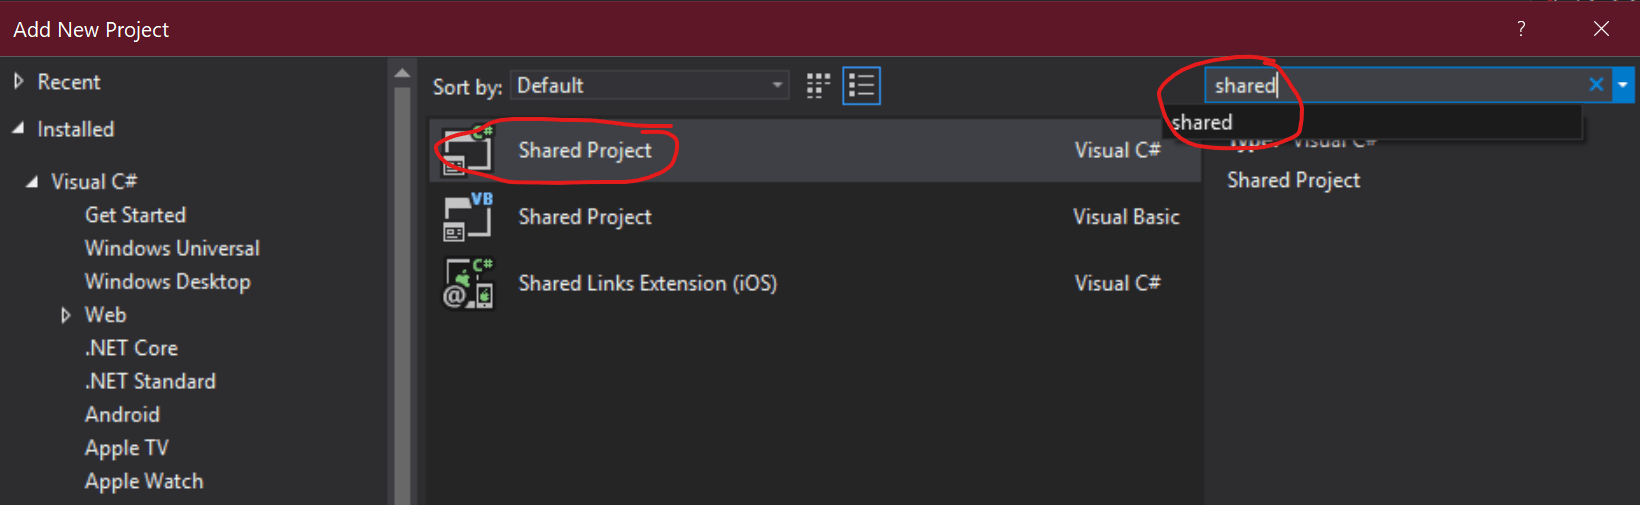 Add New Project
?
Recent
Installed
Visual C#
Get Started
Windows Universal
Windows Desktop
Web
.NET Core
.NET Standard
Android
Apple TV
Apple Watch
Sort by: Default
C#
Shared Project Visual C#
VB
Shared Project Visual Basic
C#
@
Shared Links Extension (iOS) Visual C#
shared
shared
Type: Visual C#
Shared Project